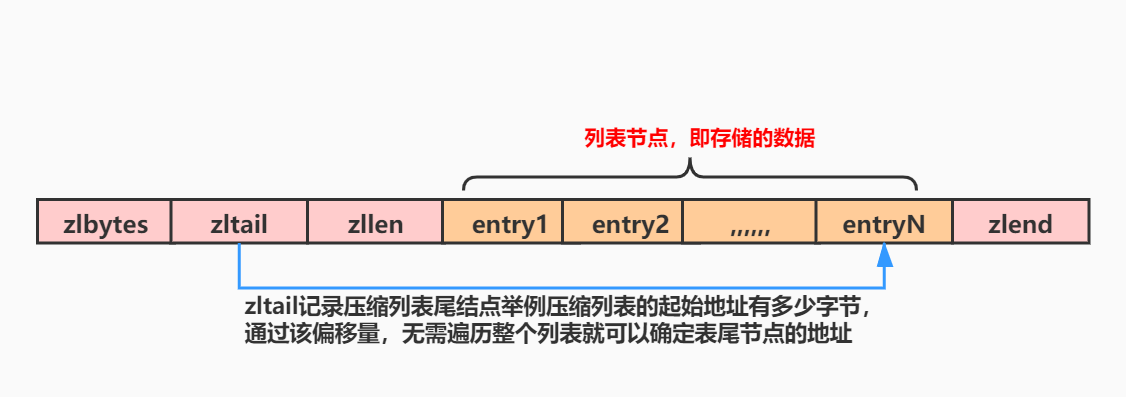 列表节点，即存储的数据
zlbytes zltail zllen entry1 entry2 ,,,,,, entryN zlend
zltail记录压缩列表尾结点举例压缩列表的起始地址有多少字节，
通过该偏移量，无需遍历整个列表就可以确定表尾节点的地址